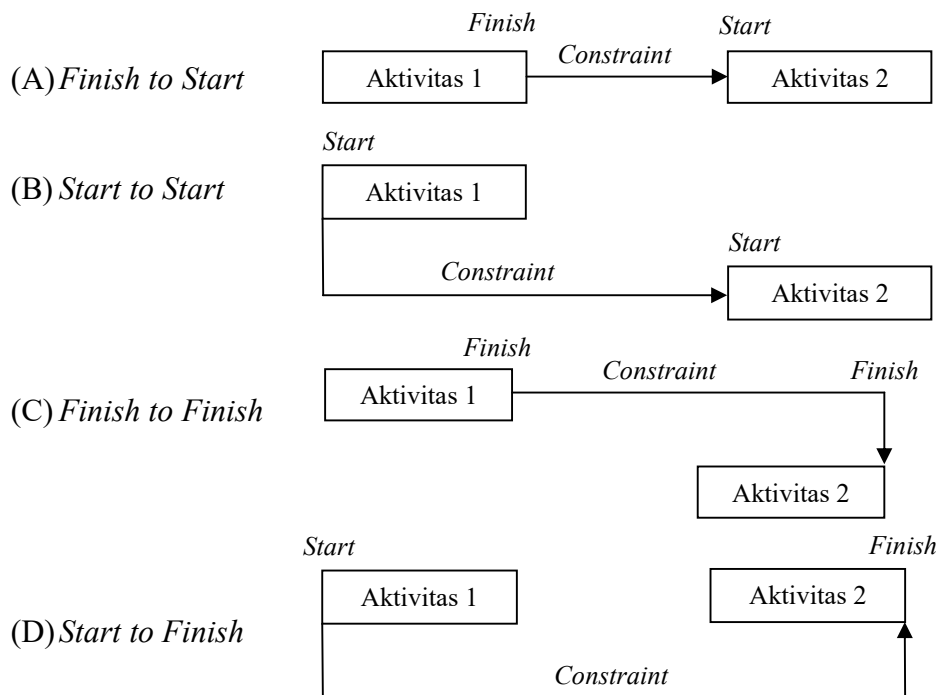 Finish Start
(A) Finish to Start Aktivitas 1 Constraint Aktivitas 2
Start
(B) Start to Start Aktivitas 1
Start
Constraint Aktivitas 2
Finish Constraint Finish
(C) Finish to Finish Aktivitas 1
Aktivitas 2
Start Finish
Aktivitas 1 Aktivitas 2
(D) Start to Finish
Constraint